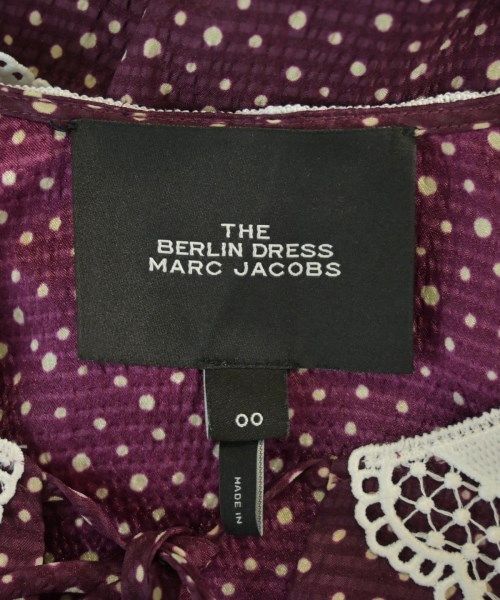 THE
BERLIN DRESS
MARC JACOBS
00
MADE IN